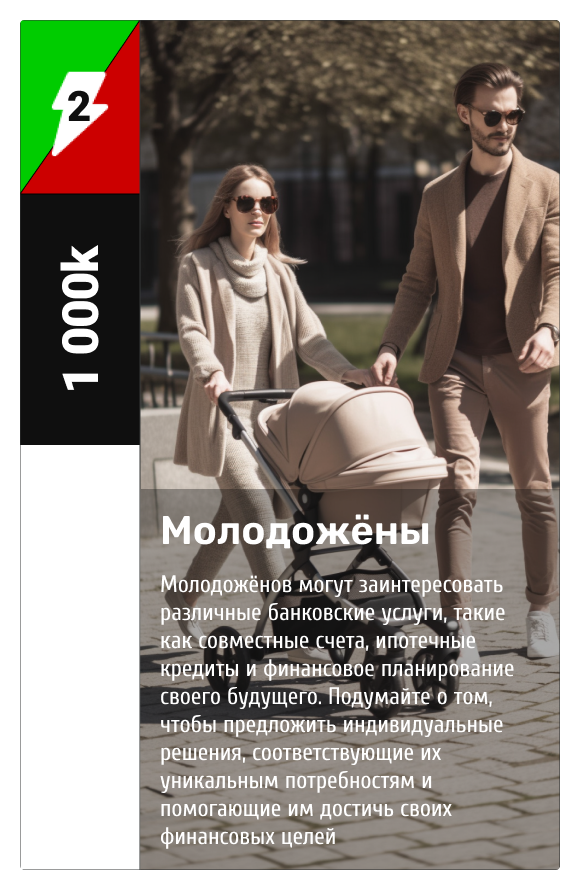 2
1 000k
Молодожёны
Молодожёнов могут заинтересовать
различные банковские услуги, такие
как совместные счета, ипотечные
кредиты и финансовое планирование
своего будущего. Подумайте о том,
чтобы предложить индивидуальные
решения, соответствующие их
уникальным потребностям и
помогающие им достичь своих
финансовых целей